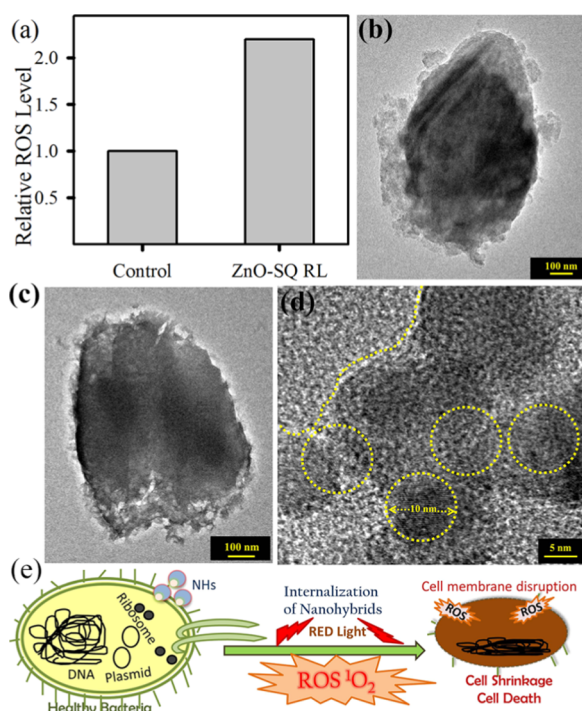 (a)
Relative ROS Level
2.0
1.0
0.5
Control
ZnO-SQ RL
(b)
100 nm
(c)
100 nm
(d)
10 nm
5 nm
(e)
NHs
Ribosome
DNA
Plasmid
Healthy Bacteria
Internalization
of Nanohybrids
RED Light
ROS ¹O₂
Cell membrane disruption
ROS
ROS
Cell Shrinkage
Cell Death